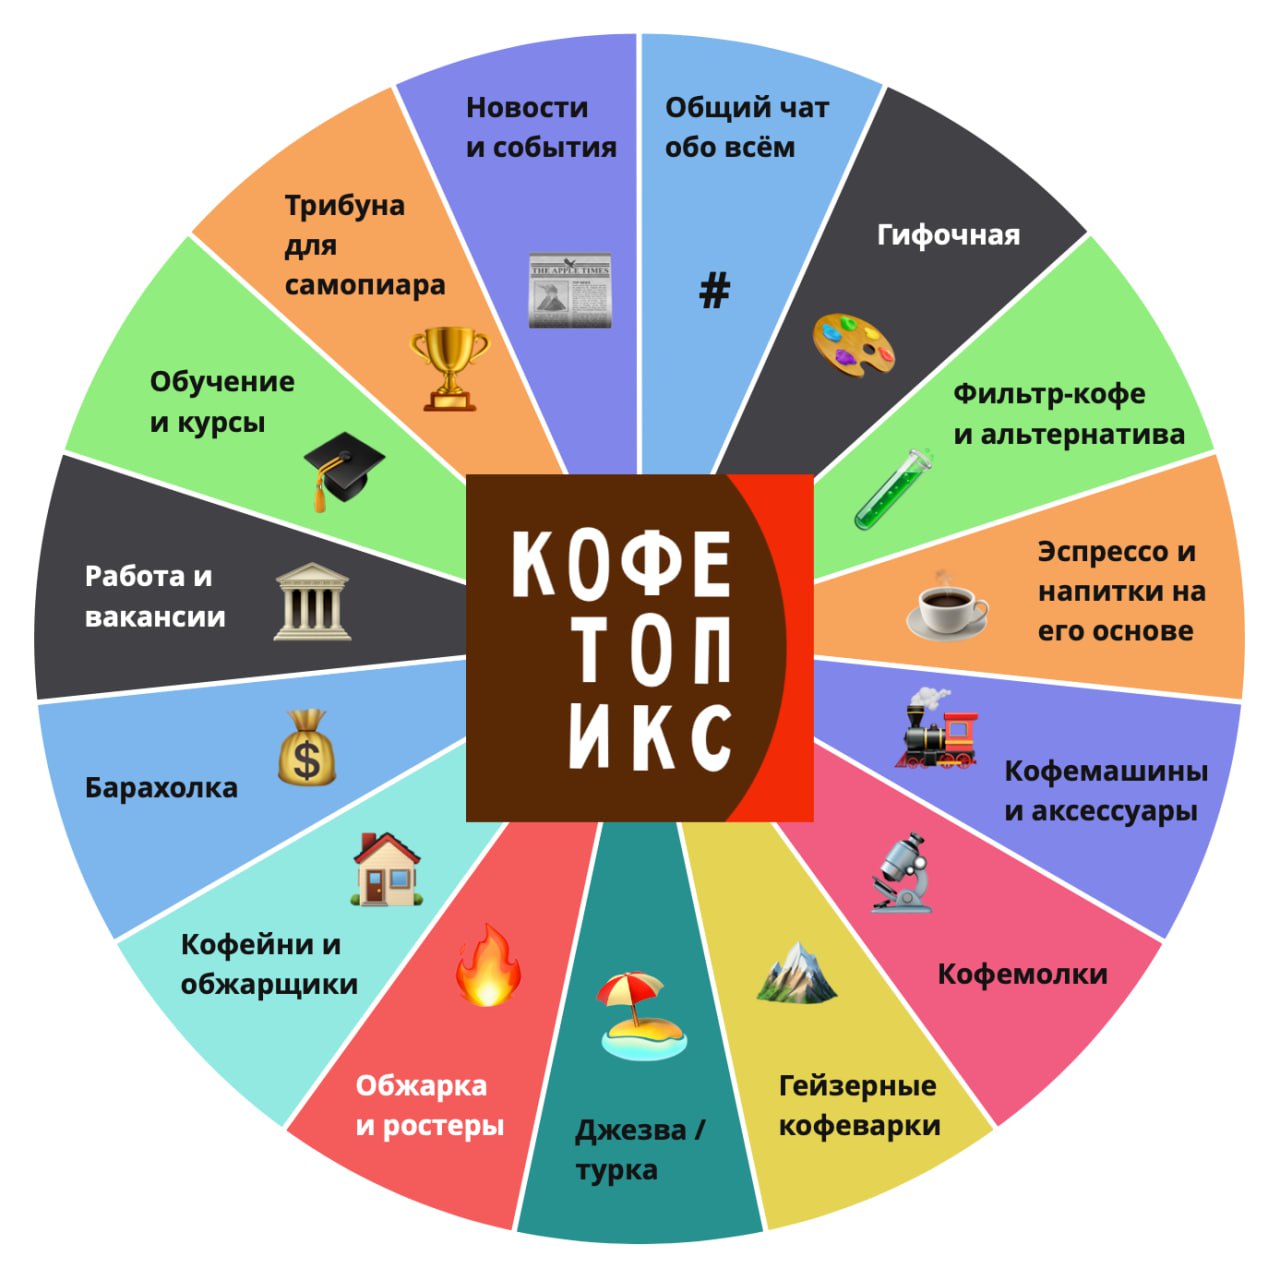 Общий чат
обо всём
#
Гифочная
Фильтр-кофе
и альтернатива
Эспрессо и
напитки на
его основе
Кофемашины
и аксессуары
Кофемолки
Гейзерные
кофеварки
Джезва /
турка
Обжарка
и ростеры
Кофейни и
обжарщики
Барахолка
$
Работа и
вакансии
Обучение
и курсы
Трибуна
для
самопиара
Новости
и события
THE APPLE TIMES
КОФЕ
ТОП
ИКС